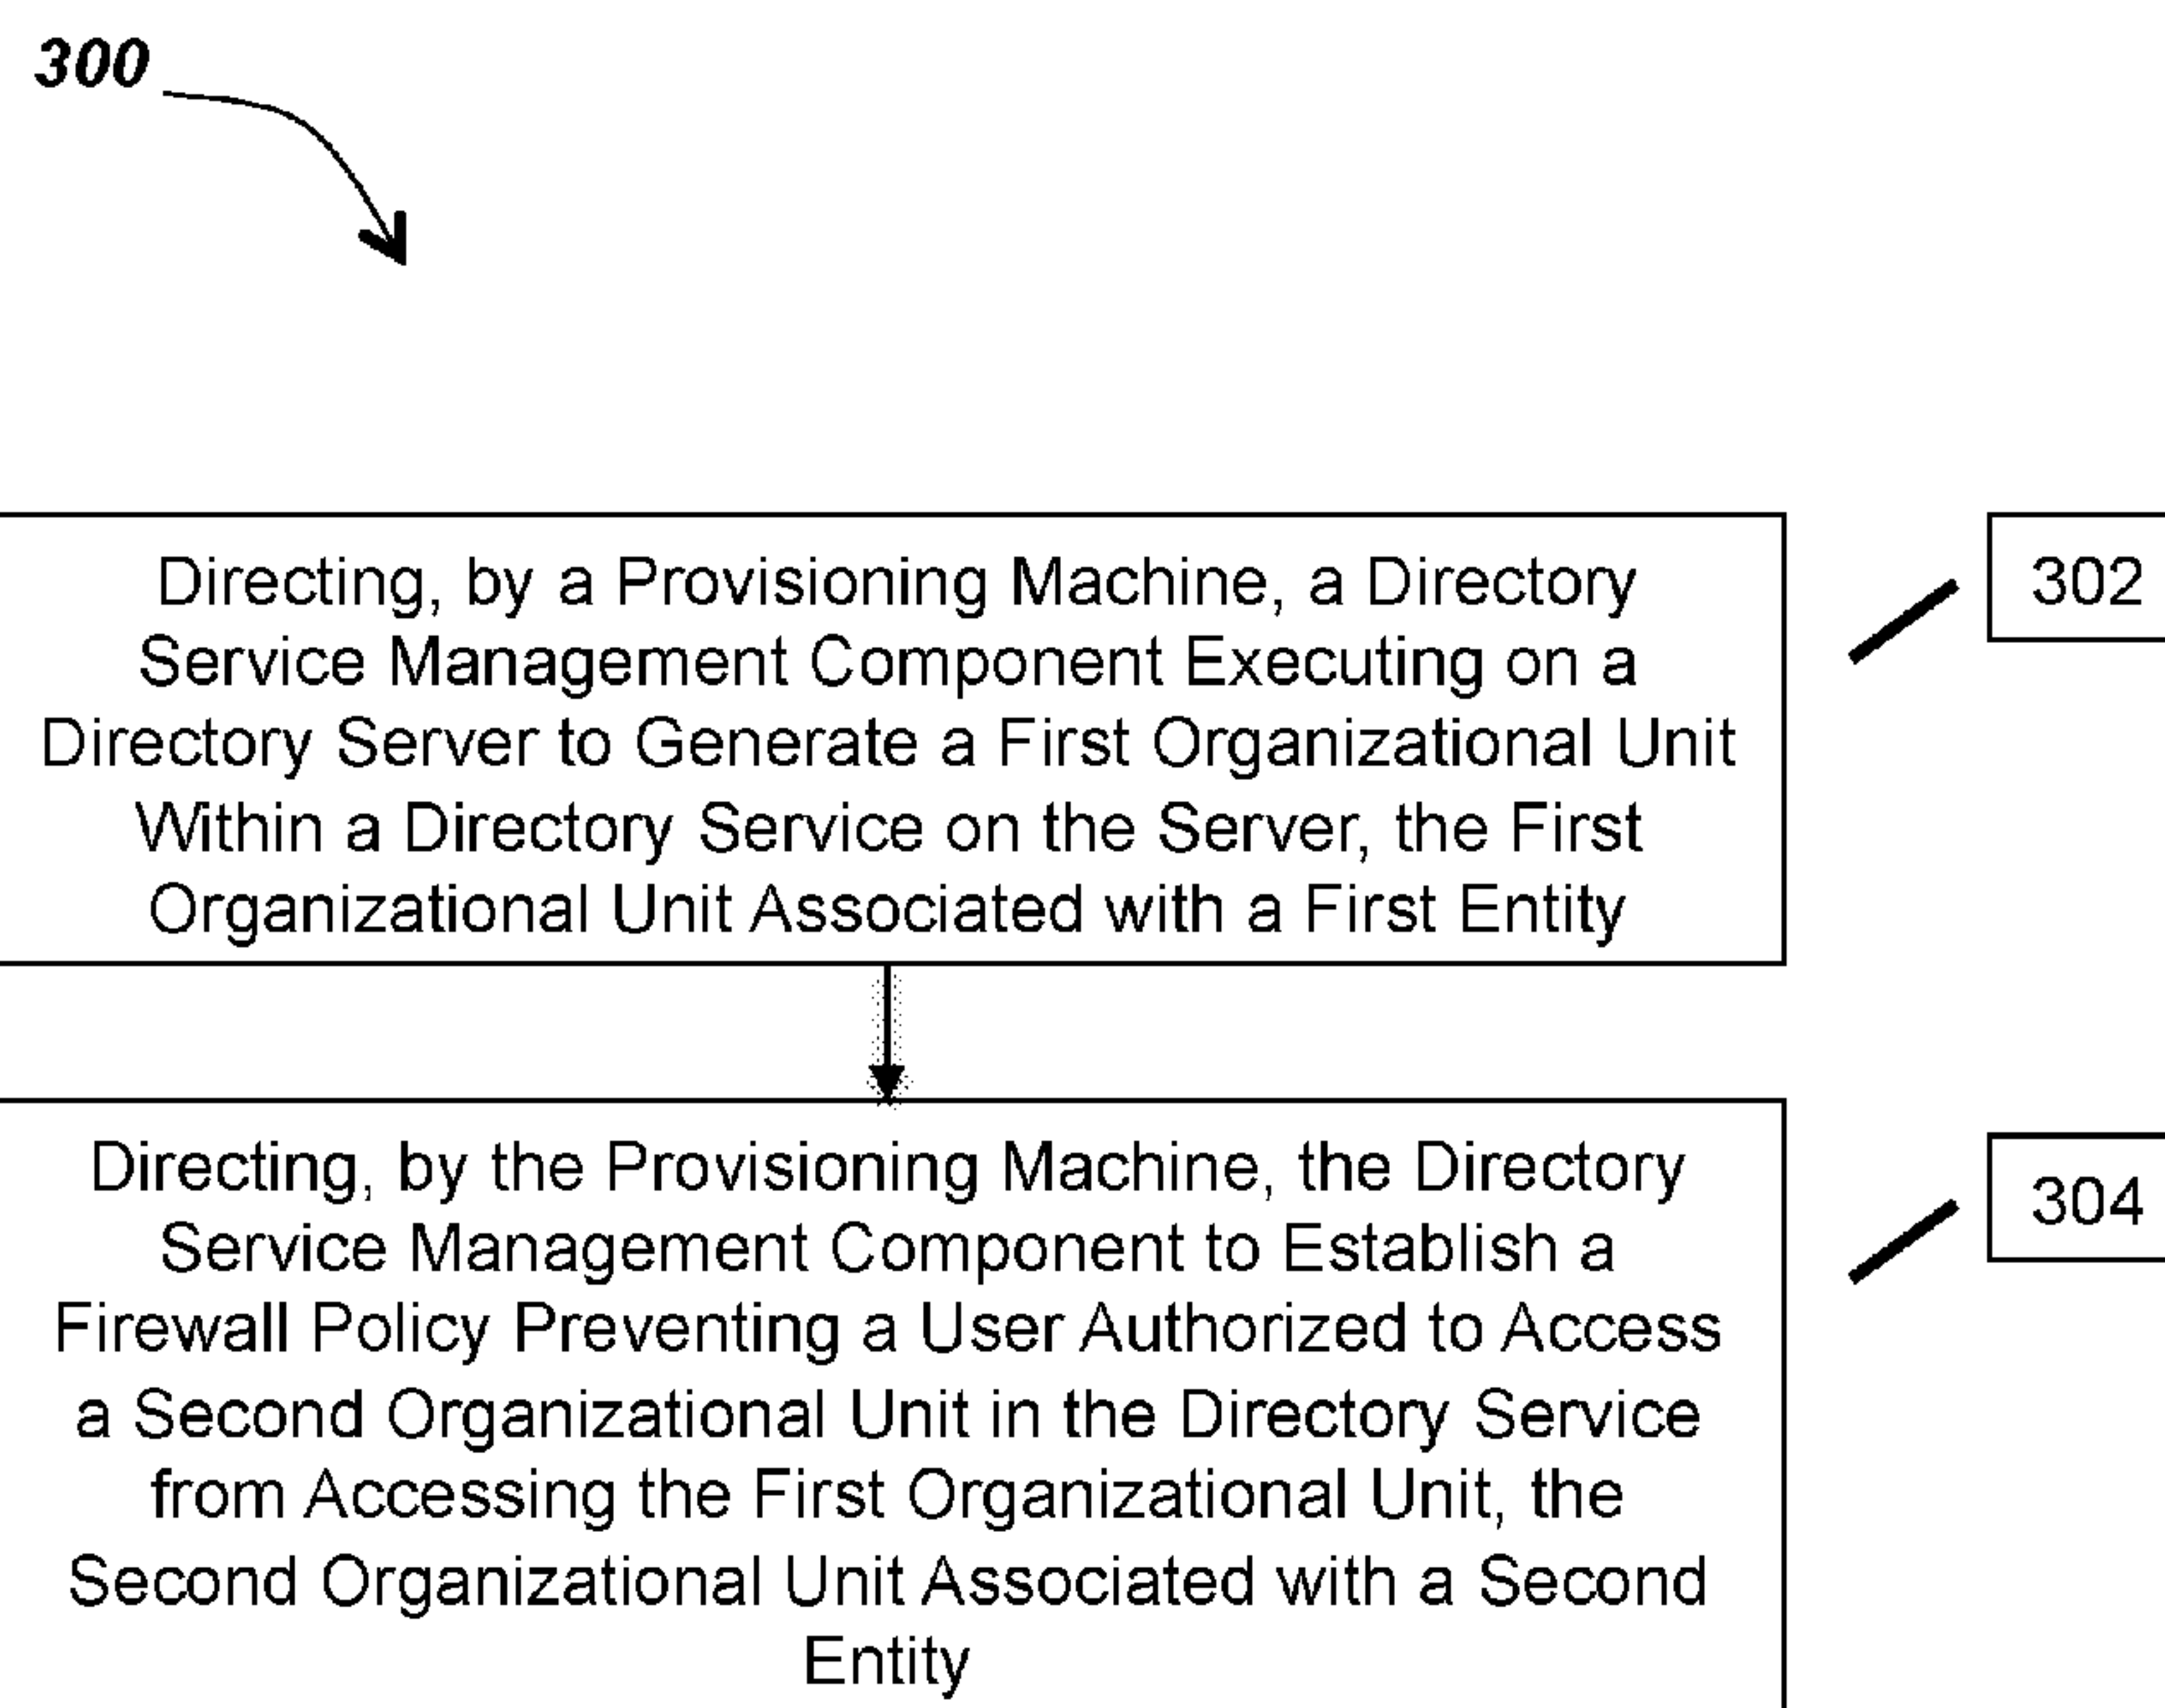 300
Directing, by a Provisioning Machine, a Directory
Service Management Component Executing on a
Directory Server to Generate a First Organizational Unit
Within a Directory Service on the Server, the First
Organizational Unit Associated with a First Entity
302
Directing, by the Provisioning Machine, the Directory
Service Management Component to Establish a
Firewall Policy Preventing a User Authorized to Access
a Second Organizational Unit in the Directory Service
from Accessing the First Organizational Unit, the
Second Organizational Unit Associated with a Second
Entity
304